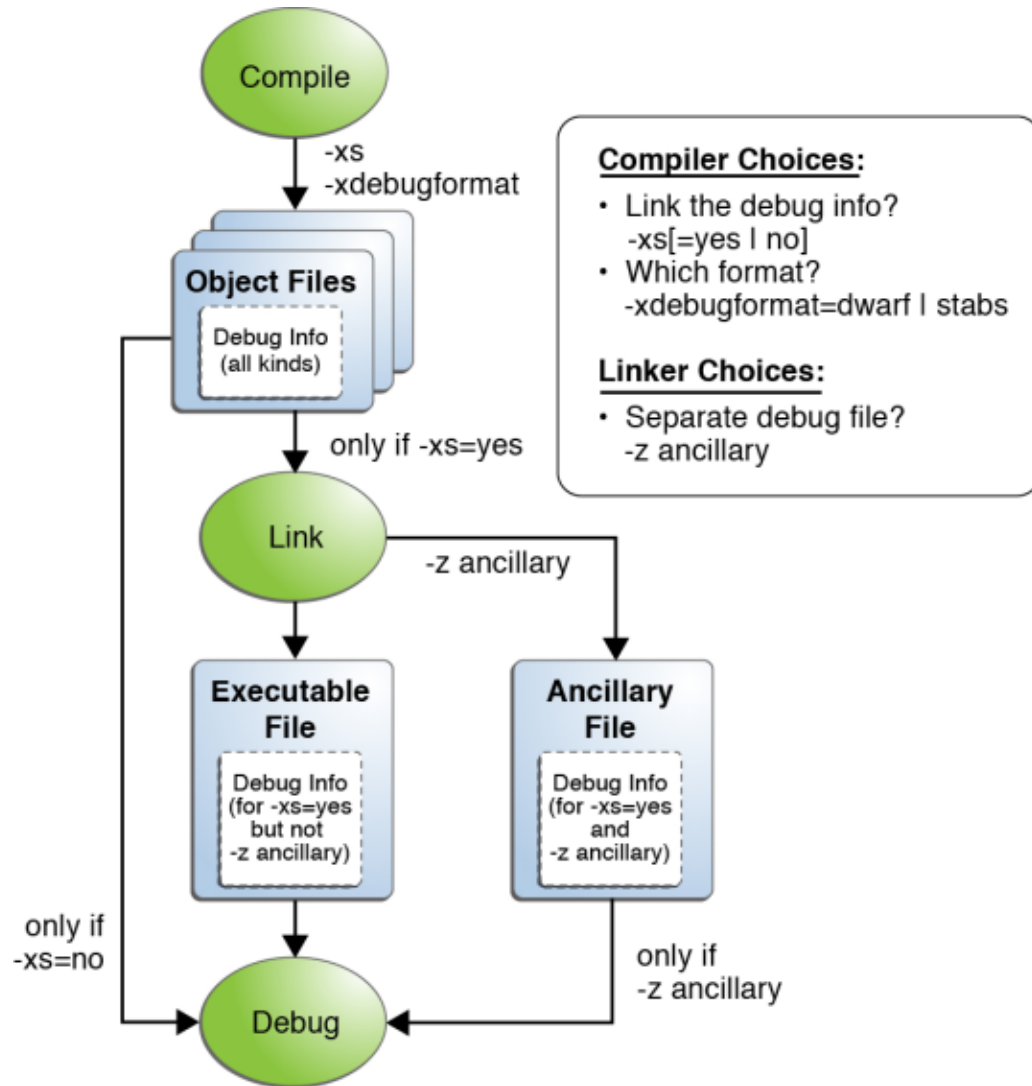 Compile
-xs
-xdebugformat
Object Files
Debug Info
(all kinds)
only if -xs=yes
Link
-z ancillary
Executable
File
Debug Info
(for -xs=yes
but not
-z ancillary)
Ancillary
File
Debug Info
(for -xs=yes
and
-z ancillary)
only if
-xs=no
only if
-z ancillary
Debug
Compiler Choices:
• Link the debug info?
-xs[=yes | no]
• Which format?
-xdebugformat=dwarf | stabs
Linker Choices:
• Separate debug file?
-z ancillary